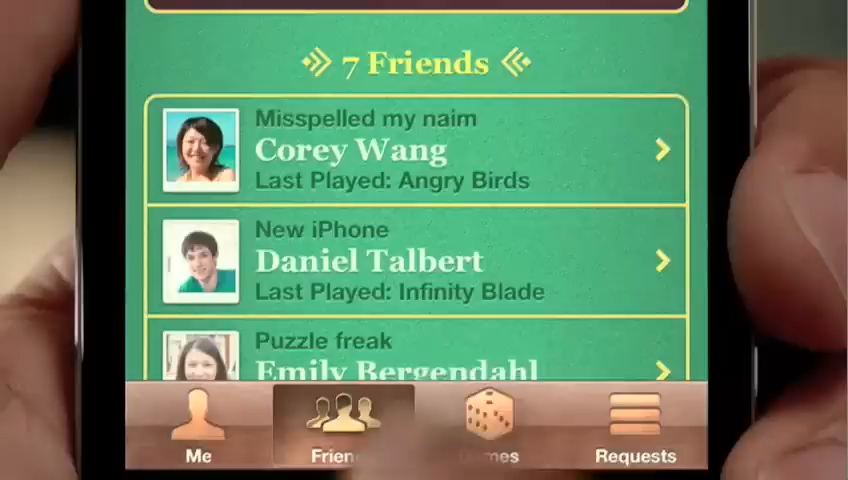 7 Friends
Misspelled my naim
Corey Wang
Last Played: Angry Birds
New iPhone
Daniel Talbert
Last Played: Infinity Blade
Puzzle freak
Emily Bergendahl
Me
Requests